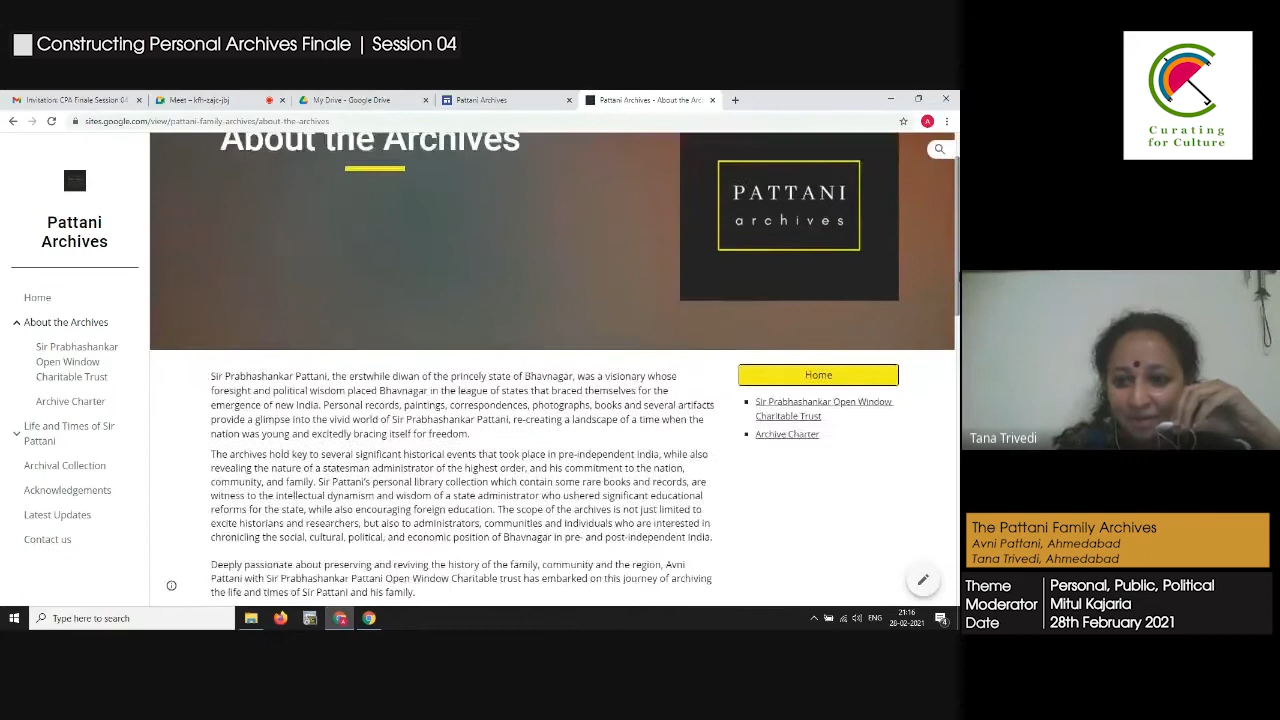 Constructing Personal Archives Finale | Session 04
Invitation: CPA Finale Session 04
Meet – kfh-zajc-jbj
My Drive - Google Drive
Pattani Archives
Pattani Archives - About the Arc
sites.google.com/view/pattani-family-archives/about-the-archives
About the Archives
PATTANI
archives
Pattani
Archives
Home
About the Archives
Sir Prabhashankar
Open Window
Charitable Trust
Archive Charter
Life and Times of Sir
Pattani
Archival Collection
Acknowledgements
Latest Updates
Contact us
Sir Prabhashankar Pattani, the erstwhile diwan of the princely state of Bhavnagar, was a visionary whose
foresight and political wisdom placed Bhavnagar in the league of states that braced themselves for the
emergence of new India. Personal records, paintings, correspondences, photographs, books and several artifacts
provide a glimpse into the vivid world of Sir Prabhashankar Pattani, re-creating a landscape of a time when the
nation was young and excitedly bracing itself for freedom.
The archives hold key to several significant historical events that took place in pre-independent India, while also
revealing the nature of a statesman administrator of the highest order, and his commitment to the nation,
community, and family. Sir Pattani's personal library collection which contain some rare books and records, are
witness to the intellectual dynamism and wisdom of a state administrator who ushered significant educational
reforms for the state, while also encouraging foreign education. The scope of the archives is not just limited to
excite historians and researchers, but also to administrators, communities and individuals who are interested in
chronicling the social, cultural, political, and economic position of Bhavnagar in pre- and post-independent India.
Deeply passionate about preserving and reviving the history of the family, community and the region, Avni
Pattani with Sir Prabhashankar Pattani Open Window Charitable trust has embarked on this journey of archiving
the life and times of Sir Pattani and his family.
Home
Sir Prabhashankar Open Window
Charitable Trust
Archive Charter
Type here to search
ENG
21:16
28-02-2021
4
Curating
for Culture
Tana Trivedi
The Pattani Family Archives
Avni Pattani, Ahmedabad
Tana Trivedi, Ahmedabad
Theme Personal, Public, Political
Moderator Mitul Kajaria
Date 28th February 2021